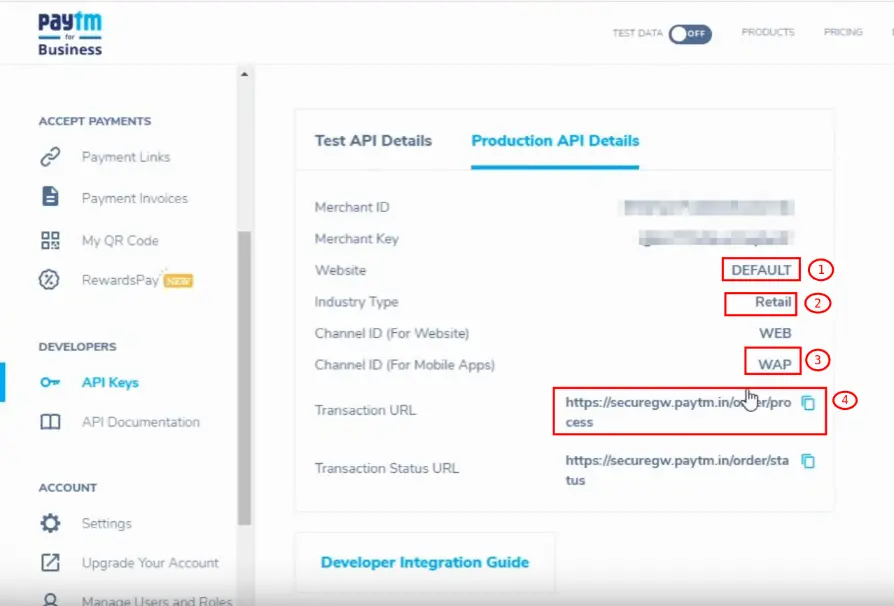 paytm
for
Business
TEST DATA OFF PRODUCTS PRICING
ACCEPT PAYMENTS
Payment Links
Payment Invoices
My QR Code
RewardsPay NEW
DEVELOPERS
API Keys
API Documentation
ACCOUNT
Settings
Upgrade Your Account
Manage Users and Roles
Test API Details Production API Details
Merchant ID
Merchant Key
Website DEFAULT 1
Industry Type Retail 2
Channel ID (For Website) WEB
Channel ID (For Mobile Apps) WAP 3
Transaction URL https://securegw.paytm.in/order/pro 4
cess
Transaction Status URL https://securegw.paytm.in/order/sta
tus
Developer Integration Guide